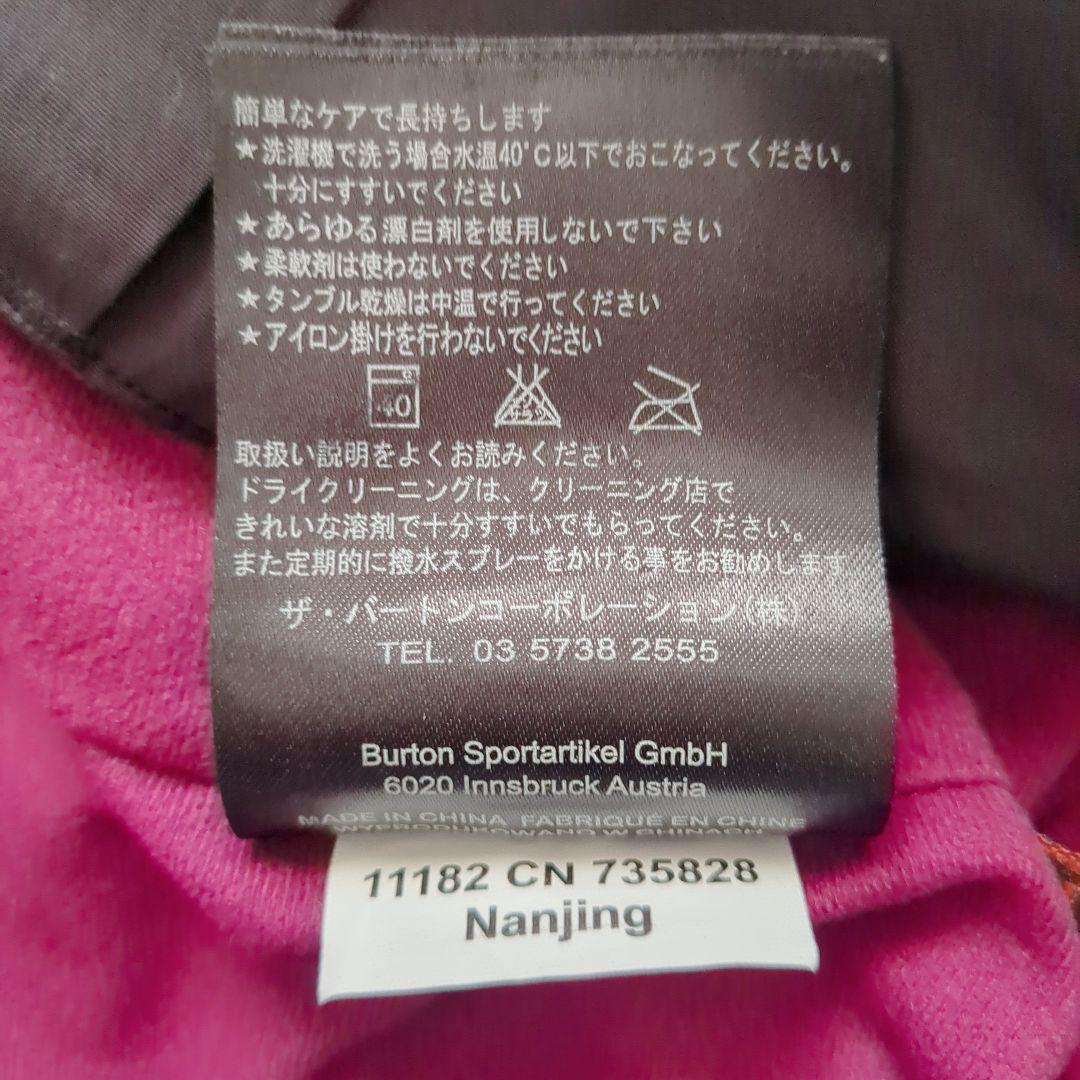 簡単なケアで長持ちします
★洗濯機で洗う場合水温40°C以下でおこなってください。
十分にすすいでください
★あらゆる漂白剤を使用しないで下さい
★柔軟剤は使わないでください
★タンブル乾燥は中温で行ってください
★アイロン掛けを行わないでください
40
エンソ サラシ
取扱い説明をよくお読みください。
ドライクリーニングは、クリーニング店で
きれいな溶剤で十分すすいでもらってください。
また定期的に撥水スプレーをかける事をお勧めします
ザ・バートンコーポレーション(株)
TEL. 03 5738 2555
Burton Sportartikel GmbH
6020 Innsbruck Austria
MADE IN CHINA FABRIQUÉ EN CHINE
WYPRODUKOWANO W CHINACH
11182 CN 735828
Nanjing